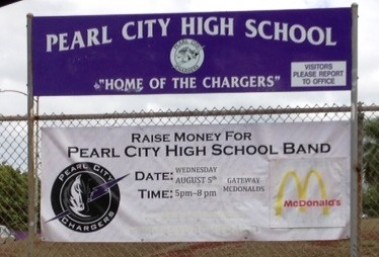 PEARL CITY HIGH SCHOOL
"HOME OF THE CHARGERS"
VISITORS
PLEASE REPORT
TO OFFICE
RAISE MONEY FOR
PEARL CITY HIGH SCHOOL BAND
PEARL CITY
CHARGERS
DATE: WEDNESDAY
AUGUST 5th
TIME: 5pm-8 pm
GATEWAY
MCDONALDS
McDonald's